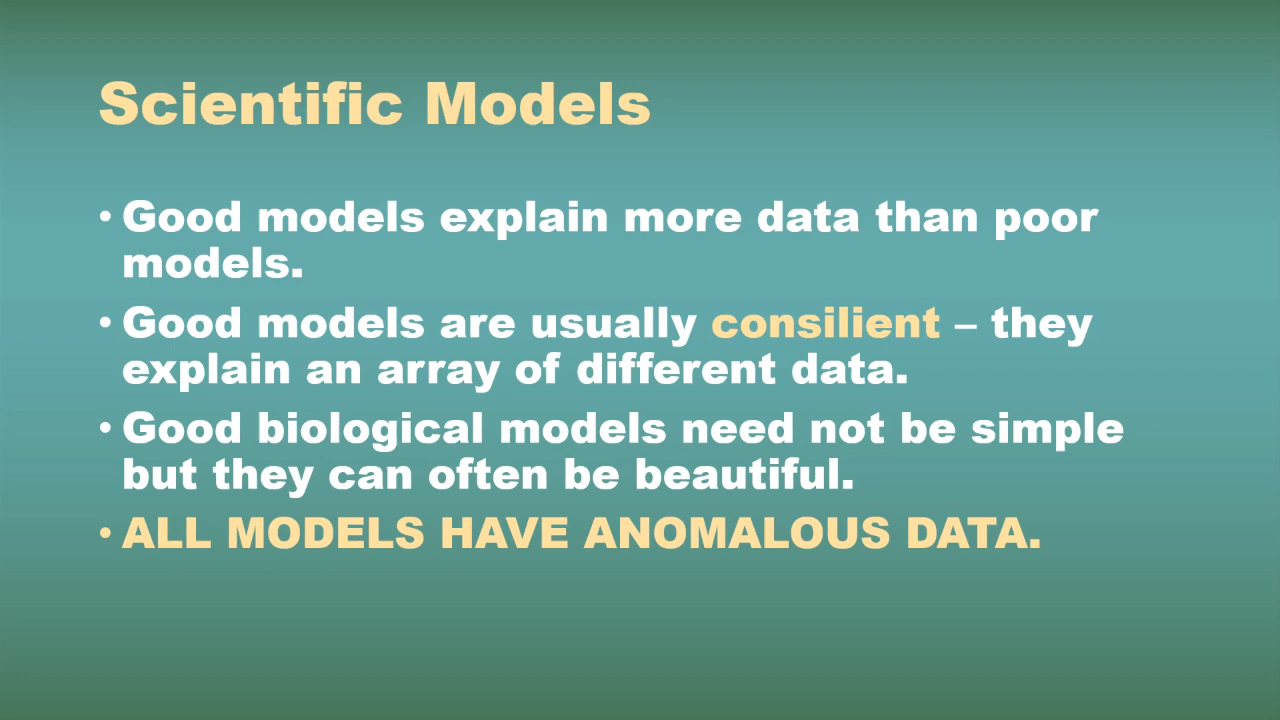 Scientific Models
• Good models explain more data than poor
models.
• Good models are usually consilient – they
explain an array of different data.
• Good biological models need not be simple
but they can often be beautiful.
• ALL MODELS HAVE ANOMALOUS DATA.